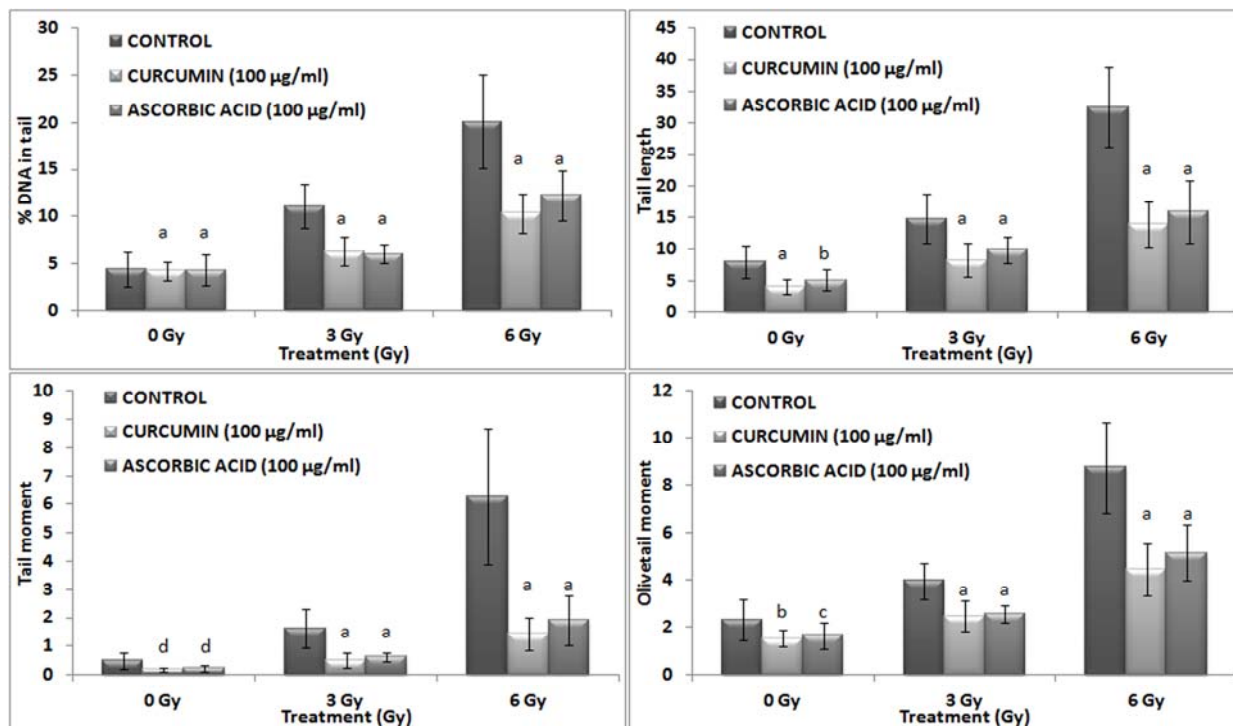 30
25
20
15
10
5
0
% DNA in tail
CONTROL
CURCUMIN (100 µg/ml)
ASCORBIC ACID (100 µg/ml)
a a
a a
a a
0 Gy 3 Gy 6 Gy
Treatment (Gy)
45
40
35
30
25
20
15
10
5
0
Tail length
CONTROL
CURCUMIN (100 µg/ml)
ASCORBIC ACID (100 µg/ml)
a b
a a
a a
0 Gy 3 Gy 6 Gy
Treatment (Gy)
10
9
8
7
6
5
4
3
2
1
0
Tail moment
CONTROL
CURCUMIN (100 µg/ml)
ASCORBIC ACID (100 µg/ml)
d d
a a
a a
0 Gy 3 Gy 6 Gy
Treatment (Gy)
12
10
8
6
4
2
0
Olivetail moment
CONTROL
CURCUMIN (100 µg/ml)
ASCORBIC ACID (100 µg/ml)
b c
a a
a a
0 Gy 3 Gy 6 Gy
Treatment (Gy)